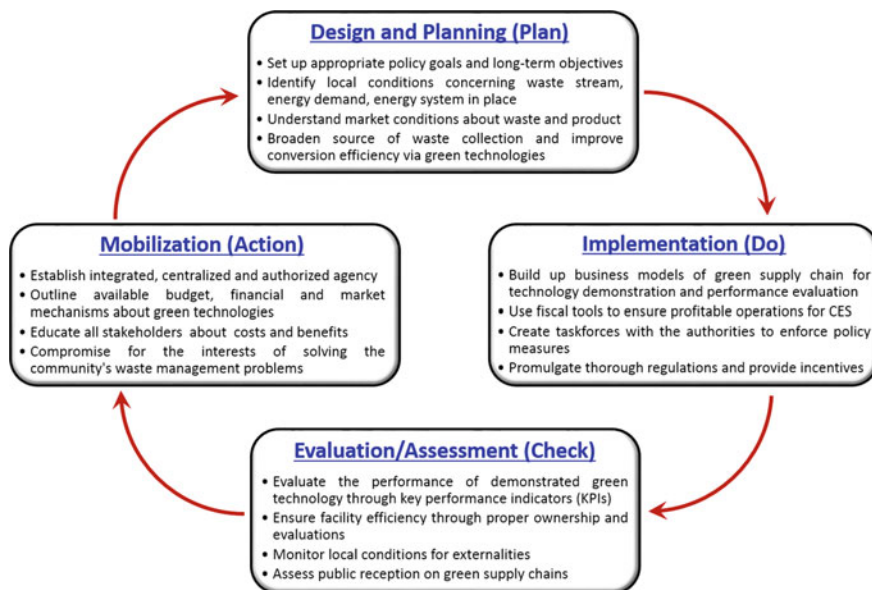 Design and Planning (Plan)
• Set up appropriate policy goals and long-term objectives
• Identify local conditions concerning waste stream,
energy demand, energy system in place
• Understand market conditions about waste and product
• Broaden source of waste collection and improve
conversion efficiency via green technologies
Implementation (Do)
• Build up business models of green supply chain for
technology demonstration and performance evaluation
• Use fiscal tools to ensure profitable operations for CES
• Create taskforces with the authorities to enforce policy
measures
• Promulgate thorough regulations and provide incentives
Evaluation/Assessment (Check)
• Evaluate the performance of demonstrated green
technology through key performance indicators (KPIs)
• Ensure facility efficiency through proper ownership and
evaluations
• Monitor local conditions for externalities
• Assess public reception on green supply chains
Mobilization (Action)
• Establish integrated, centralized and authorized agency
• Outline available budget, financial and market
mechanisms about green technologies
• Educate all stakeholders about costs and benefits
• Compromise for the interests of solving the
community's waste management problems